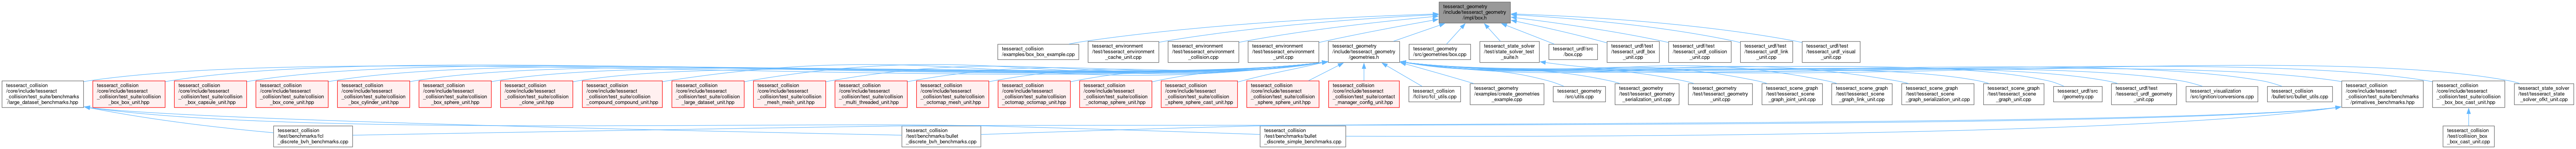 tesseract_geometry
/include/tesseract_geometry
/impl/box.h
tesseract_collision
/examples/box_box_example.cpp
tesseract_environment
/test/tesseract_environment
_cache_unit.cpp
tesseract_environment
/test/tesseract_environment
_collision.cpp
tesseract_environment
/test/tesseract_environment
_unit.cpp
tesseract_geometry
/include/tesseract_geometry
/geometries.h
tesseract_geometry
/src/geometries/box.cpp
tesseract_state_solver
/test/state_solver_test
_suite.h
tesseract_urdf/src
/box.cpp
tesseract_urdf/test
/tesseract_urdf_box
_unit.cpp
tesseract_urdf/test
/tesseract_urdf_collision
_unit.cpp
tesseract_urdf/test
/tesseract_urdf_link
_unit.cpp
tesseract_urdf/test
/tesseract_urdf_visual
_unit.cpp
tesseract_collision
/core/include/tesseract
_collision/test_suite/benchmarks
/large_dataset_benchmarks.hpp
tesseract_collision
/core/include/tesseract
_collision/test_suite/collision
_box_box_unit.hpp
tesseract_collision
/core/include/tesseract
_collision/test_suite/collision
_box_capsule_unit.hpp
tesseract_collision
/core/include/tesseract
_collision/test_suite/collision
_box_cone_unit.hpp
tesseract_collision
/core/include/tesseract
_collision/test_suite/collision
_box_cylinder_unit.hpp
tesseract_collision
/core/include/tesseract
_collision/test_suite/collision
_box_sphere_unit.hpp
tesseract_collision
/core/include/tesseract
_collision/test_suite/collision
_clone_unit.hpp
tesseract_collision
/core/include/tesseract
_collision/test_suite/collision
_compound_compound_unit.hpp
tesseract_collision
/core/include/tesseract
_collision/test_suite/collision
_large_dataset_unit.hpp
tesseract_collision
/core/include/tesseract
_collision/test_suite/collision
_mesh_mesh_unit.hpp
tesseract_collision
/core/include/tesseract
_collision/test_suite/collision
_multi_threaded_unit.hpp
tesseract_collision
/core/include/tesseract
_collision/test_suite/collision
_octomap_mesh_unit.hpp
tesseract_collision
/core/include/tesseract
_collision/test_suite/collision
_octomap_octomap_unit.hpp
tesseract_collision
/core/include/tesseract
_collision/test_suite/collision
_octomap_sphere_unit.hpp
tesseract_collision
/core/include/tesseract
_collision/test_suite/collision
_sphere_sphere_cast_unit.hpp
tesseract_collision
/core/include/tesseract
_collision/test_suite/collision
_sphere_sphere_unit.hpp
tesseract_collision
/core/include/tesseract
_collision/test_suite/contact
_manager_config_unit.hpp
tesseract_collision
/fcl/src/fcl_utils.cpp
tesseract_geometry
/examples/create_geometries
_example.cpp
tesseract_geometry
/src/utils.cpp
tesseract_geometry
/test/tesseract_geometry
_serialization_unit.cpp
tesseract_geometry
/test/tesseract_geometry
_unit.cpp
tesseract_scene_graph
/test/tesseract_scene
_graph_joint_unit.cpp
tesseract_scene_graph
/test/tesseract_scene
_graph_link_unit.cpp
tesseract_scene_graph
/test/tesseract_scene
_graph_serialization_unit.cpp
tesseract_scene_graph
/test/tesseract_scene
_graph_unit.cpp
tesseract_urdf/src
/geometry.cpp
tesseract_urdf/test
/tesseract_urdf_geometry
_unit.cpp
tesseract_visualization
/src/ignition/conversions.cpp
tesseract_collision
/bullet/src/bullet_utils.cpp
tesseract_collision
/core/include/tesseract
_collision/test_suite/benchmarks
/primatives_benchmarks.hpp
tesseract_collision
/core/include/tesseract
_collision/test_suite/collision
_box_box_cast_unit.hpp
tesseract_state_solver
/test/tesseract_state
_solver_ofkt_unit.cpp
tesseract_collision
/test/benchmarks/fcl
_discrete_bvh_benchmarks.cpp
tesseract_collision
/test/benchmarks/bullet
_discrete_bvh_benchmarks.cpp
tesseract_collision
/test/benchmarks/bullet
_discrete_simple_benchmarks.cpp
tesseract_collision
/test/collision_box
_box_cast_unit.cpp